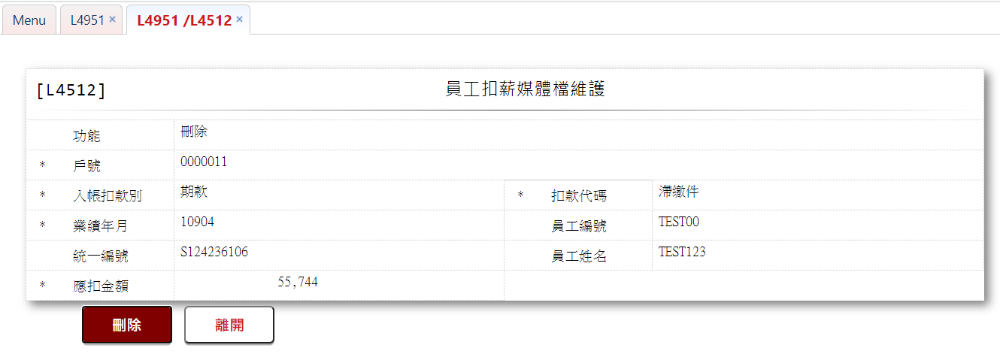 Menu L4951 × L4951 /L4512 ×
[L4512] 員工扣薪媒體檔維護
功能 刪除
* 戶號 0000011
* 入帳扣款別 期款 * 扣款代碼 滯繳件
* 業績年月 10904 員工編號 TEST00
統一編號 S124236106 員工姓名 TEST123
* 應扣金額 55,744
刪除 離開